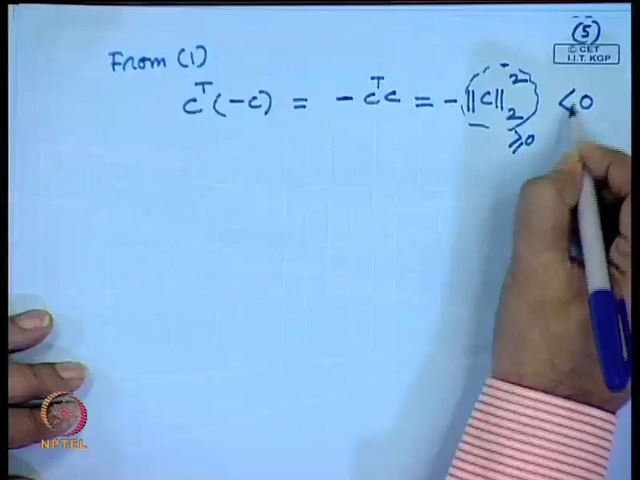 (5)
© CET
I.I.T. KGP
From (1)
cᵀ(-c) = -cᵀc = -||c||₂² < 0
≥0
NPTEL